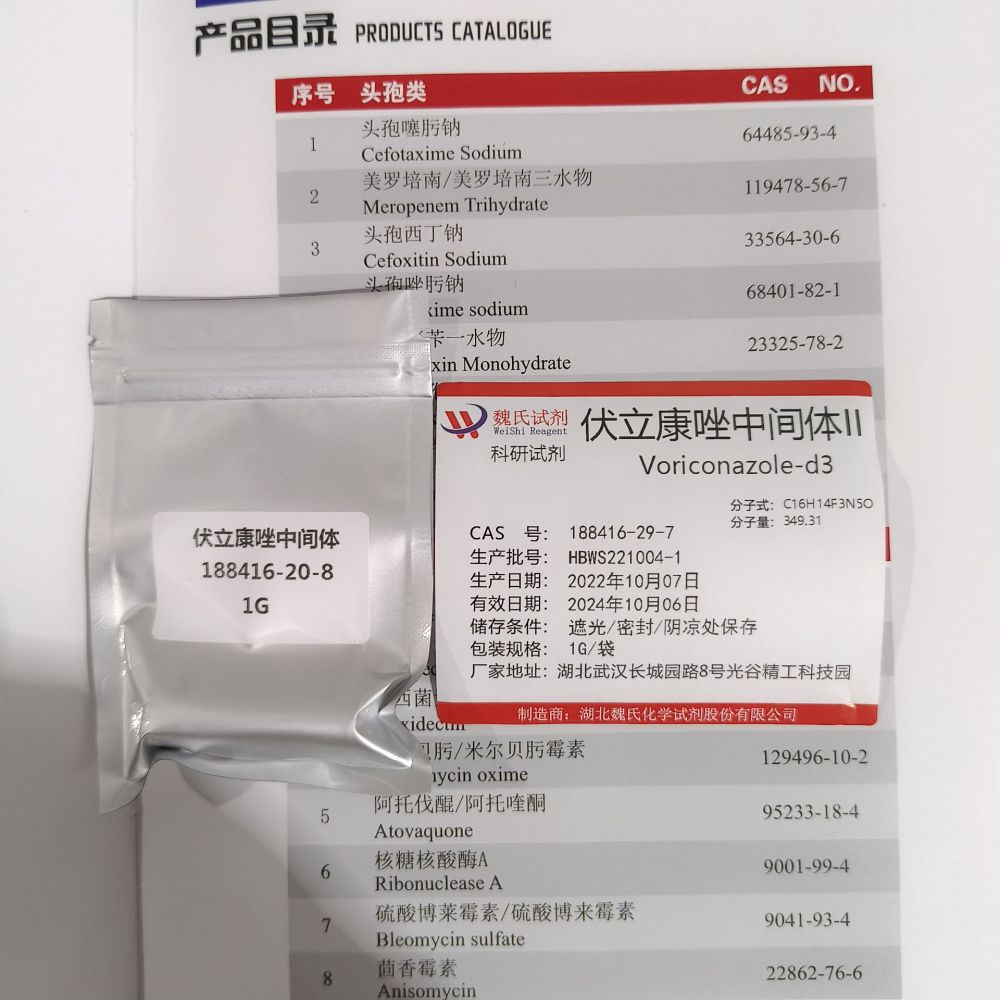 产品目录 PRODUCTS CATALOGUE
序号 头孢类 CAS NO.
1 头孢噻肟钠 64485-93-4
Cefotaxime Sodium
2 美罗培南/美罗培南三水物 119478-56-7
Meropenem Trihydrate
3 头孢西丁钠 33564-30-6
Cefoxitin Sodium
头孢唑肟钠 68401-82-1
xime sodium
苄一水物 23325-78-2
xin Monohydrate
魏氏试剂
WeiShi Reagent
科研试剂
伏立康唑中间体II
Voriconazole-d3
分子式: C16H14F3N5O
分子量: 349.31
CAS 号: 188416-29-7
生产批号: HBWS221004-1
生产日期: 2022年10月07日
有效日期: 2024年10月06日
储存条件: 遮光/密封/阴凉处保存
包装规格: 1G/袋
厂家地址: 湖北武汉长城园路8号光谷精工科技园
制造商: 湖北魏氏化学试剂股份有限公司
伏立康唑中间体
188416-20-8
1G
西菌
xidectin
贝肟/米尔贝肟霉素 129496-10-2
ycin oxime
5 阿托伐醌/阿托喹酮 95233-18-4
Atovaquone
6 核糖核酸酶A 9001-99-4
Ribonuclease A
7 硫酸博莱霉素/硫酸博来霉素 9041-93-4
Bleomycin sulfate
8 茴香霉素 22862-76-6
Anisomycin